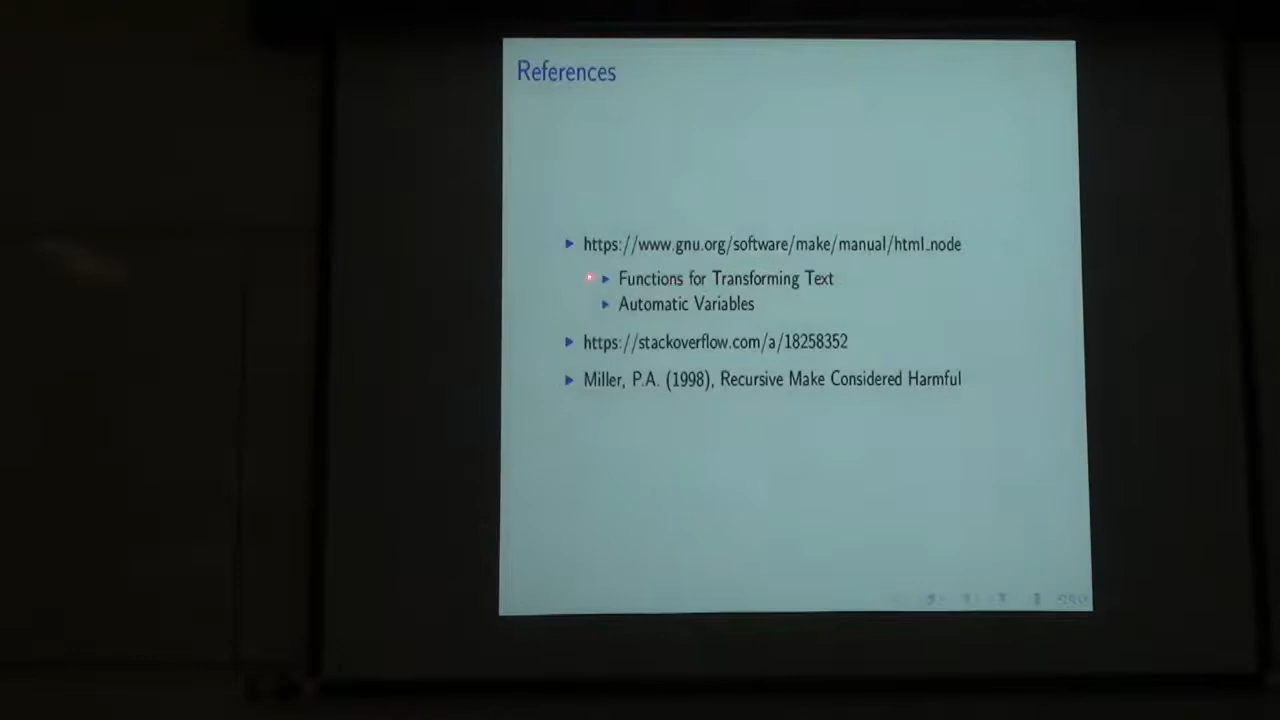 References
https://www.gnu.org/software/make/manual/html_node
Functions for Transforming Text
Automatic Variables
https://stackoverflow.com/a/18258352
Miller, P.A. (1998), Recursive Make Considered Harmful